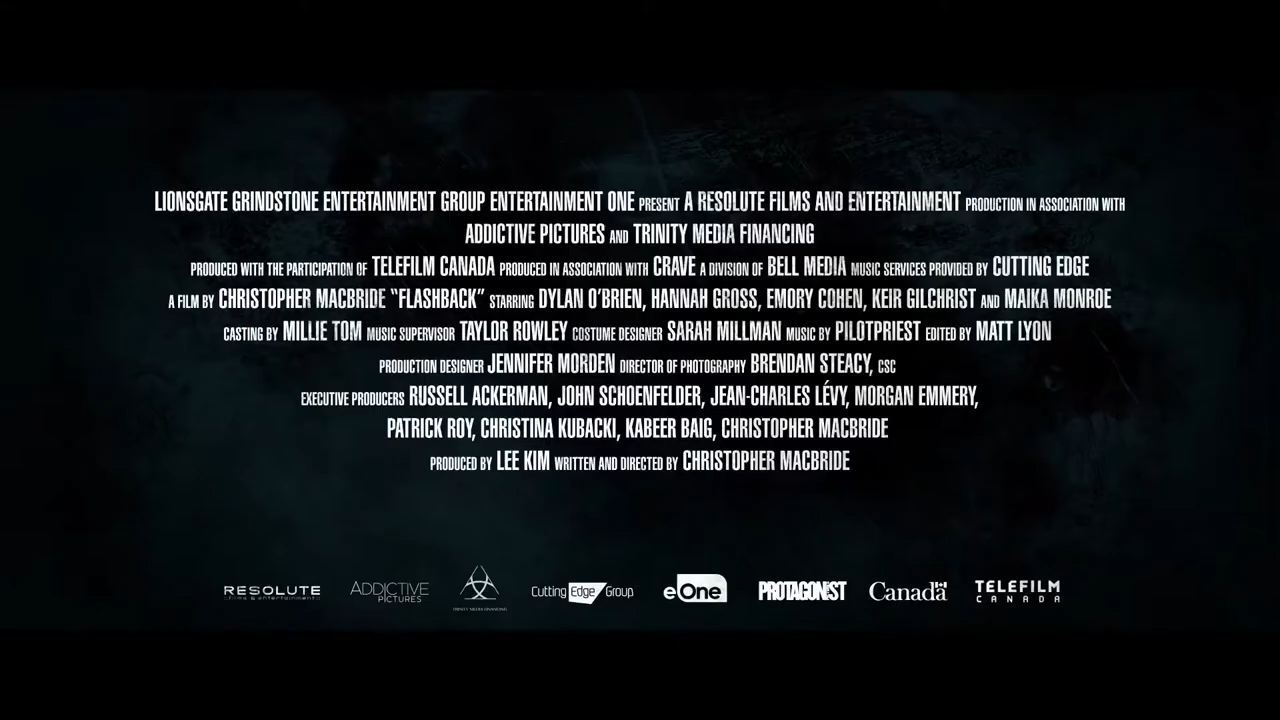 LIONSGATE GRINDSTONE ENTERTAINMENT GROUP ENTERTAINMENT ONE PRESENT A RESOLUTE FILMS AND ENTERTAINMENT PRODUCTION IN ASSOCIATION WITH
ADDICTIVE PICTURES AND TRINITY MEDIA FINANCING
PRODUCED WITH THE PARTICIPATION OF TELEFILM CANADA PRODUCED IN ASSOCIATION WITH CRAVE A DIVISION OF BELL MEDIA MUSIC SERVICES PROVIDED BY CUTTING EDGE
A FILM BY CHRISTOPHER MACBRIDE “FLASHBACK” STARRING DYLAN O’BRIEN, HANNAH GROSS, EMORY COHEN, KEIR GILCHRIST AND MAIKA MONROE
CASTING BY MILLIE TOM MUSIC SUPERVISOR TAYLOR ROWLEY COSTUME DESIGNER SARAH MILLMAN MUSIC BY PILOTPRIEST EDITED BY MATT LYON
PRODUCTION DESIGNER JENNIFER MORDEN DIRECTOR OF PHOTOGRAPHY BRENDAN STEACY, CSC
EXECUTIVE PRODUCERS RUSSELL ACKERMAN, JOHN SCHOENFELDER, JEAN-CHARLES LÉVY, MORGAN EMMERY,
PATRICK ROY, CHRISTINA KUBACKI, KABEER BAIG, CHRISTOPHER MACBRIDE
PRODUCED BY LEE KIM WRITTEN AND DIRECTED BY CHRISTOPHER MACBRIDE
RESOLUTE
films & entertainment
ADDICTIVE
PICTURES
TRINITY MEDIA FINANCING
Cutting Edge Group
eOne
PROTAGONIST
Canada
TELEFILM
CANADA